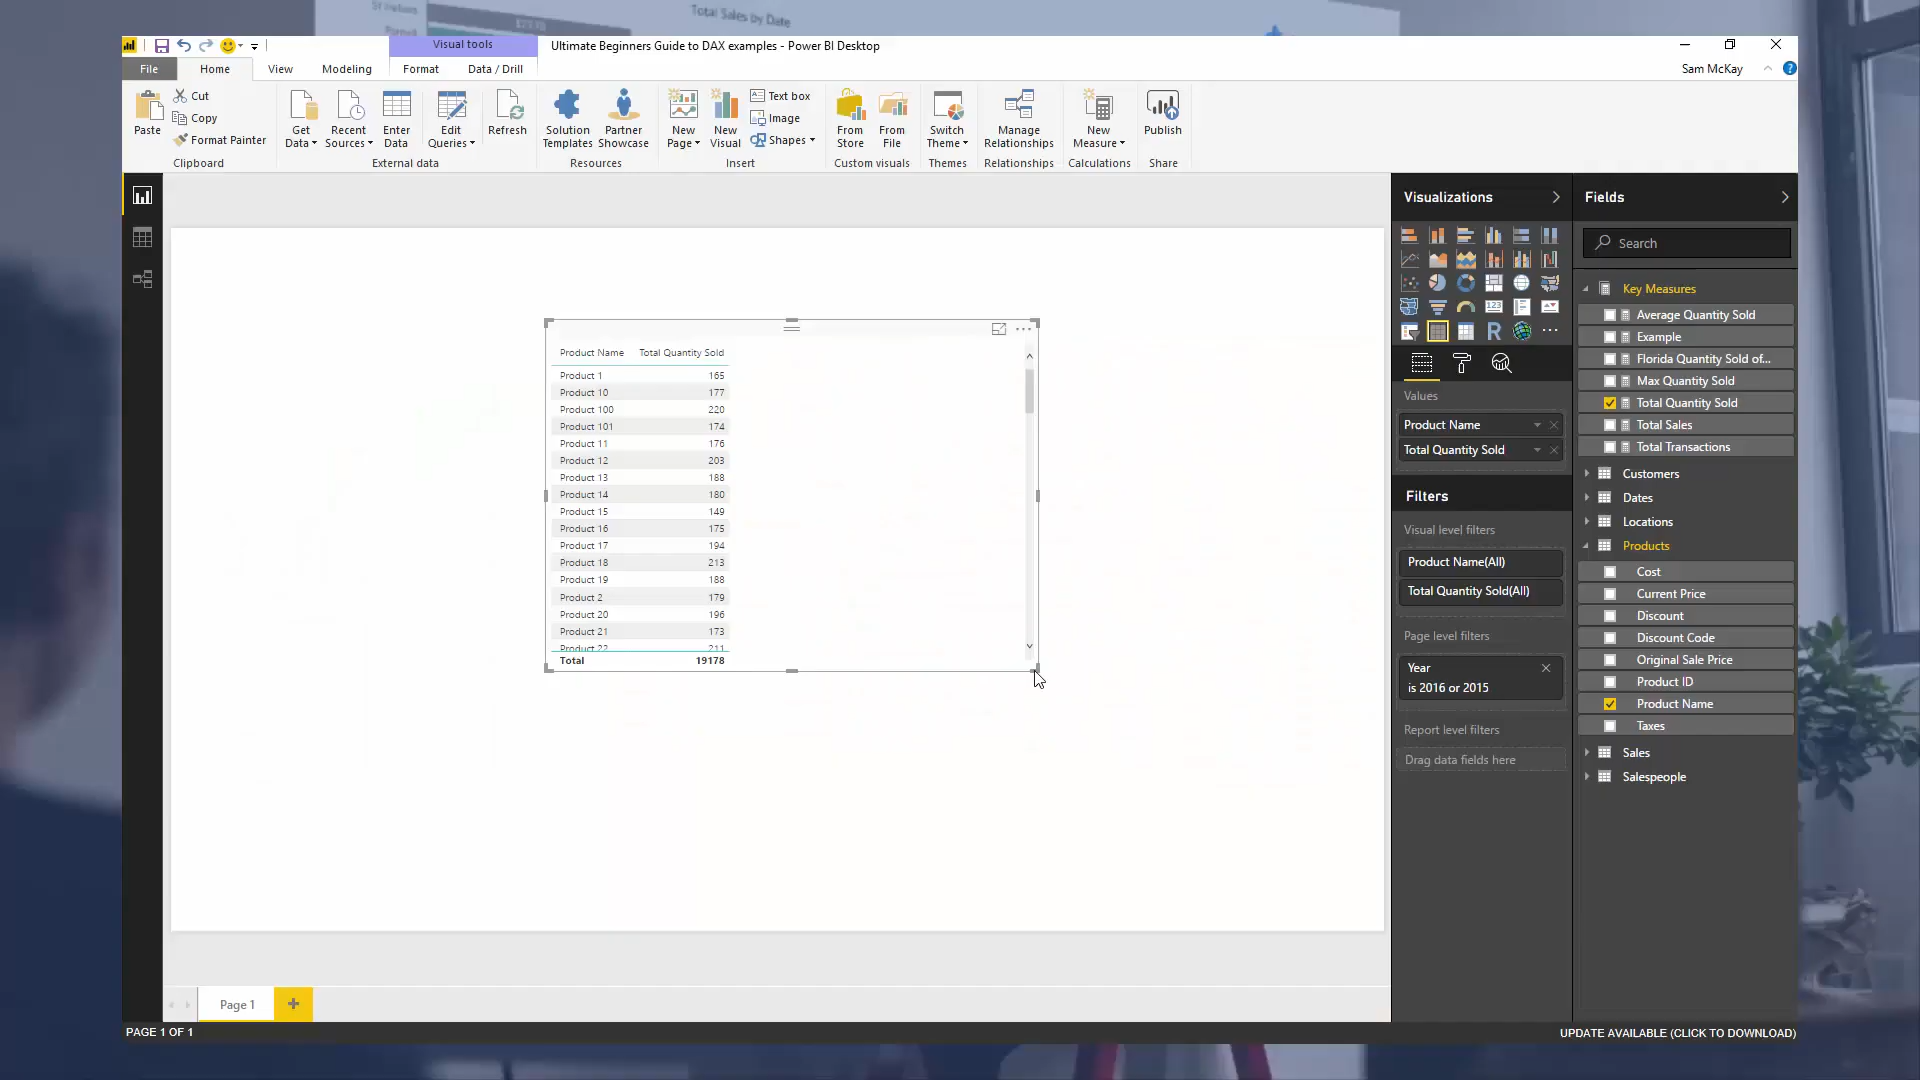 Total Sales by Date
Visual tools
Ultimate Beginners Guide to DAX examples - Power BI Desktop
File
Home
View
Modeling
Format
Data / Drill
Sam McKay
Paste
Cut
Copy
Format Painter
Clipboard
Get Data
Recent Sources
Enter Data
Edit Queries
Refresh
External data
Solution Templates
Partner Showcase
Resources
New Page
New Visual
Text box
Image
Shapes
Insert
From Store
From File
Custom visuals
Switch Theme
Themes
Manage Relationships
Relationships
New Measure
Calculations
Publish
Share
Product Name Total Quantity Sold
Product 1 165
Product 10 177
Product 100 220
Product 101 174
Product 11 176
Product 12 203
Product 13 188
Product 14 180
Product 15 149
Product 16 175
Product 17 194
Product 18 213
Product 19 188
Product 2 179
Product 20 196
Product 21 173
Product 22 211
Total 19178
Visualizations
123
R
Values
Product Name
Total Quantity Sold
Filters
Visual level filters
Product Name(All)
Total Quantity Sold(All)
Page level filters
Year
is 2016 or 2015
Report level filters
Drag data fields here
Fields
Search
Key Measures
Average Quantity Sold
Example
Florida Quantity Sold of...
Max Quantity Sold
Total Quantity Sold
Total Sales
Total Transactions
Customers
Dates
Locations
Products
Cost
Current Price
Discount
Discount Code
Original Sale Price
Product ID
Product Name
Taxes
Sales
Salespeople
Page 1
PAGE 1 OF 1
UPDATE AVAILABLE (CLICK TO DOWNLOAD)